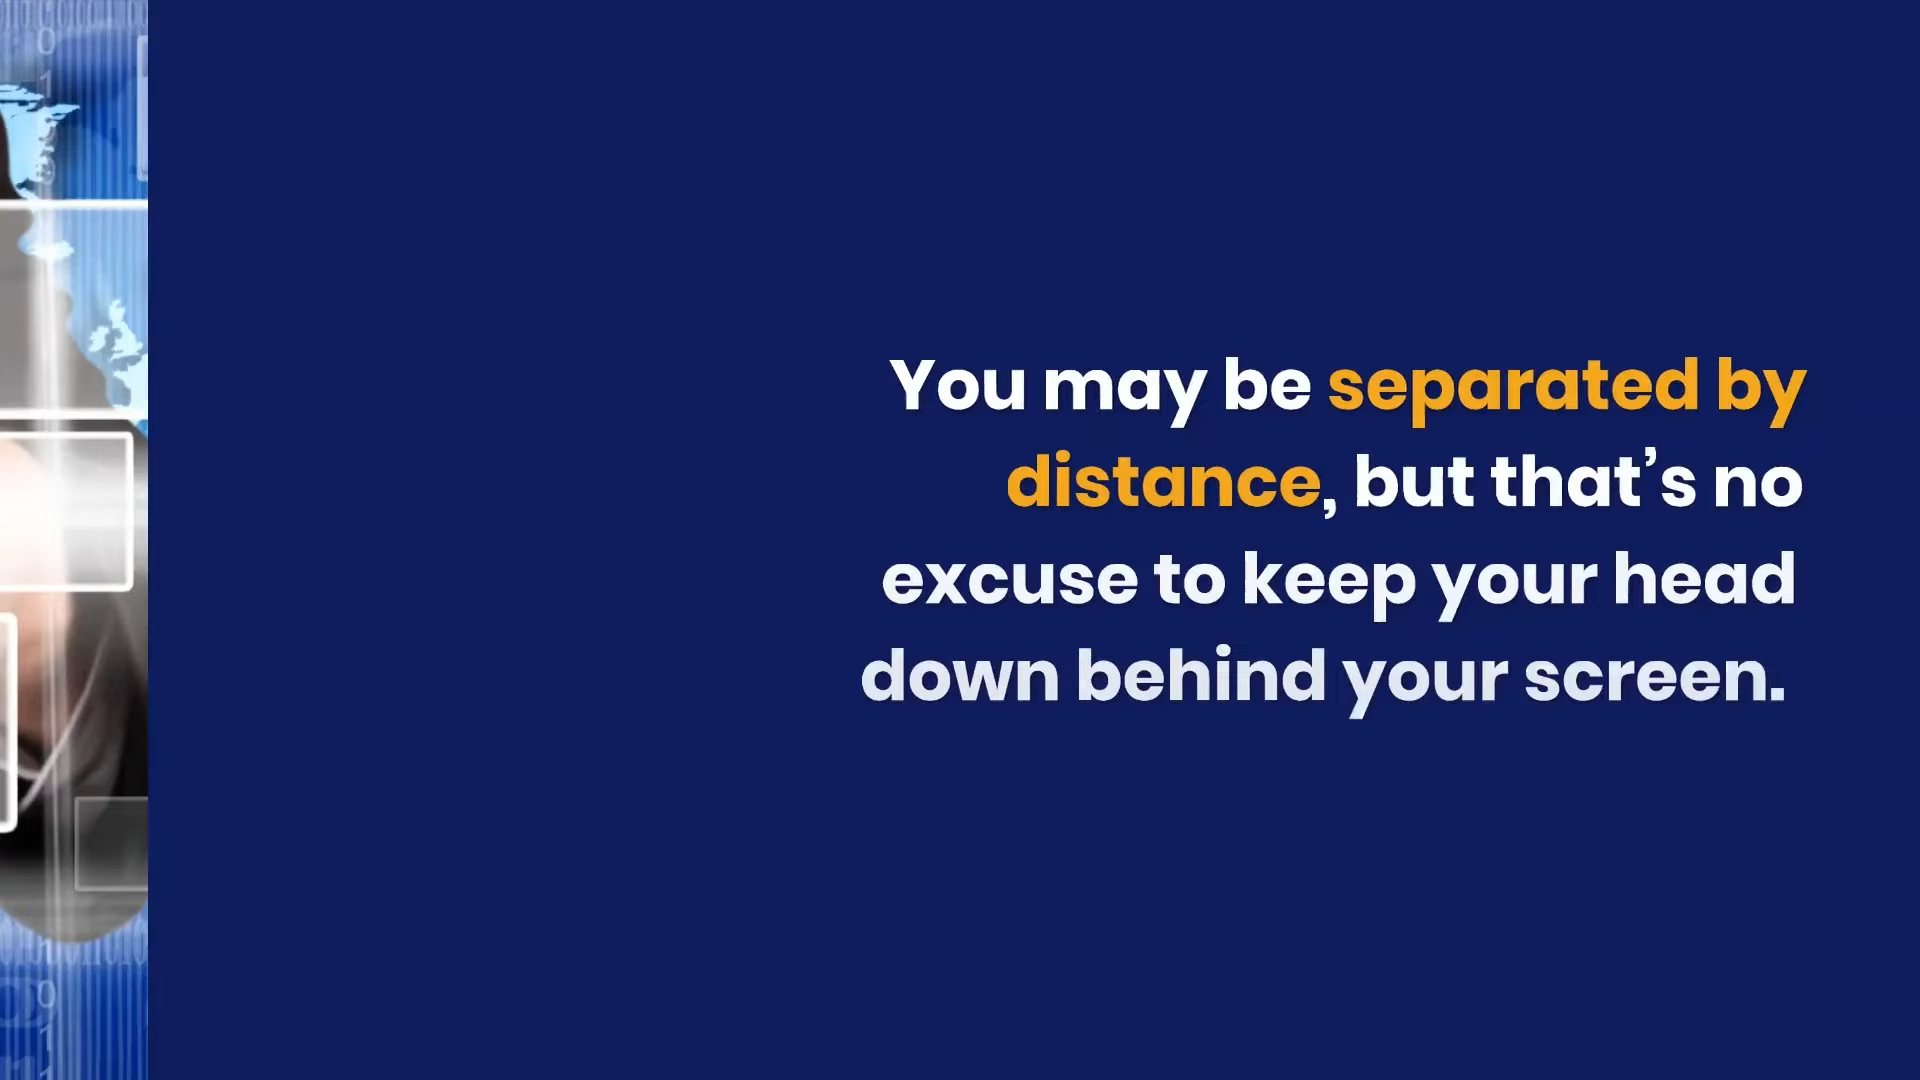 You may be separated by
distance, but that’s no
excuse to keep your head
down behind your screen.